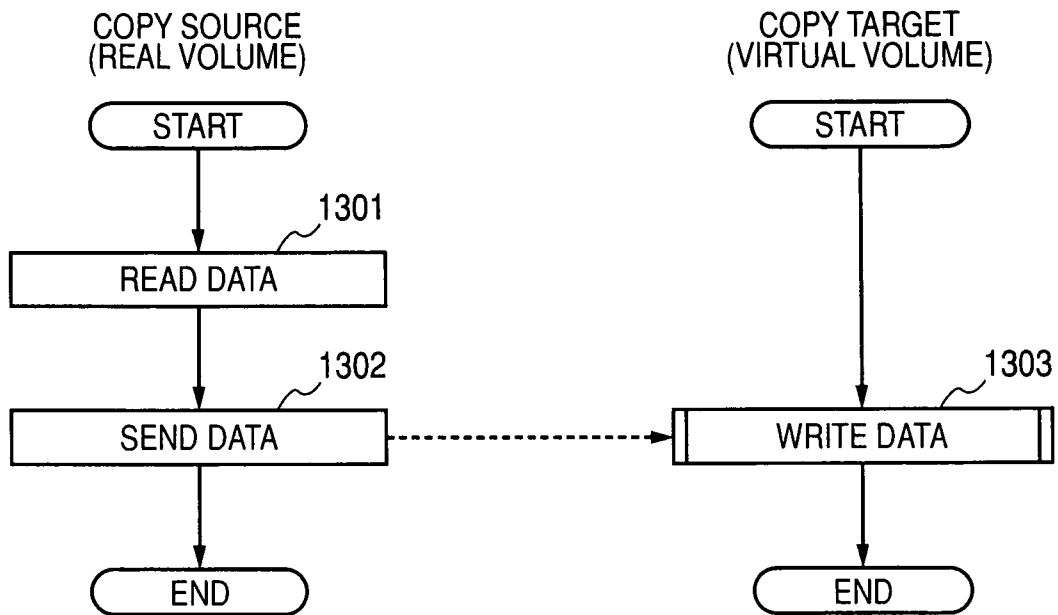 COPY SOURCE
(REAL VOLUME)
START
1301
READ DATA
1302
SEND DATA
END
COPY TARGET
(VIRTUAL VOLUME)
START
1303
WRITE DATA
END